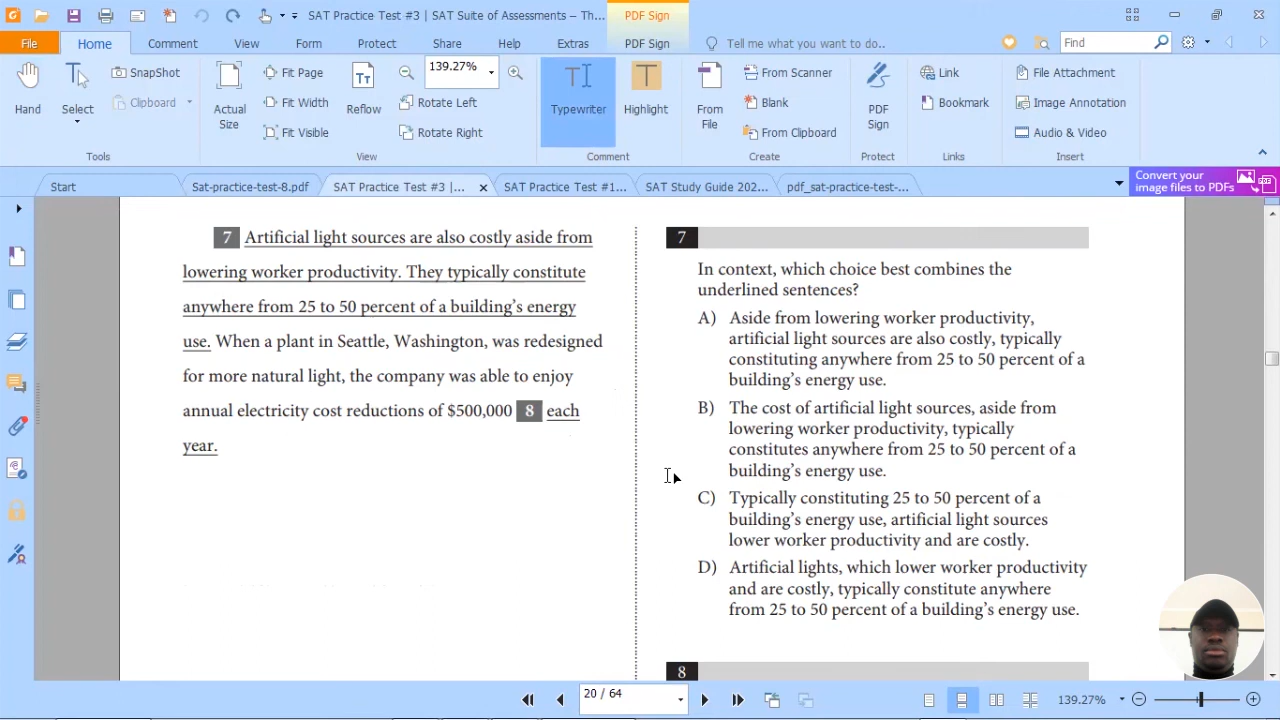 SAT Practice Test #3 | SAT Suite of Assessments – Th...
PDF Sign
File
Home
Comment
View
Form
Protect
Share
Help
Extras
PDF Sign
Tell me what you want to do..
Find
Hand
Select
SnapShot
Clipboard
Tools
Actual
Size
Fit Page
Fit Width
Fit Visible
Reflow
139.27%
Rotate Left
Rotate Right
View
Typewriter
Highlight
Comment
From
File
From Scanner
Blank
From Clipboard
Create
PDF
Sign
Protect
Link
Bookmark
Links
File Attachment
Image Annotation
Audio & Video
Insert
Start
Sat-practice-test-8.pdf
SAT Practice Test #3 |...
SAT Practice Test #1...
SAT Study Guide 202...
pdf_sat-practice-test-...
Convert your
image files to PDFs
7 Artificial light sources are also costly aside from
lowering worker productivity. They typically constitute
anywhere from 25 to 50 percent of a building’s energy
use. When a plant in Seattle, Washington, was redesigned
for more natural light, the company was able to enjoy
annual electricity cost reductions of $500,000 8 each
year.
7
In context, which choice best combines the
underlined sentences?
A) Aside from lowering worker productivity,
artificial light sources are also costly, typically
constituting anywhere from 25 to 50 percent of a
building’s energy use.
B) The cost of artificial light sources, aside from
lowering worker productivity, typically
constitutes anywhere from 25 to 50 percent of a
building’s energy use.
C) Typically constituting 25 to 50 percent of a
building’s energy use, artificial light sources
lower worker productivity and are costly.
D) Artificial lights, which lower worker productivity
and are costly, typically constitute anywhere
from 25 to 50 percent of a building’s energy use.
8
20 / 64
139.27%